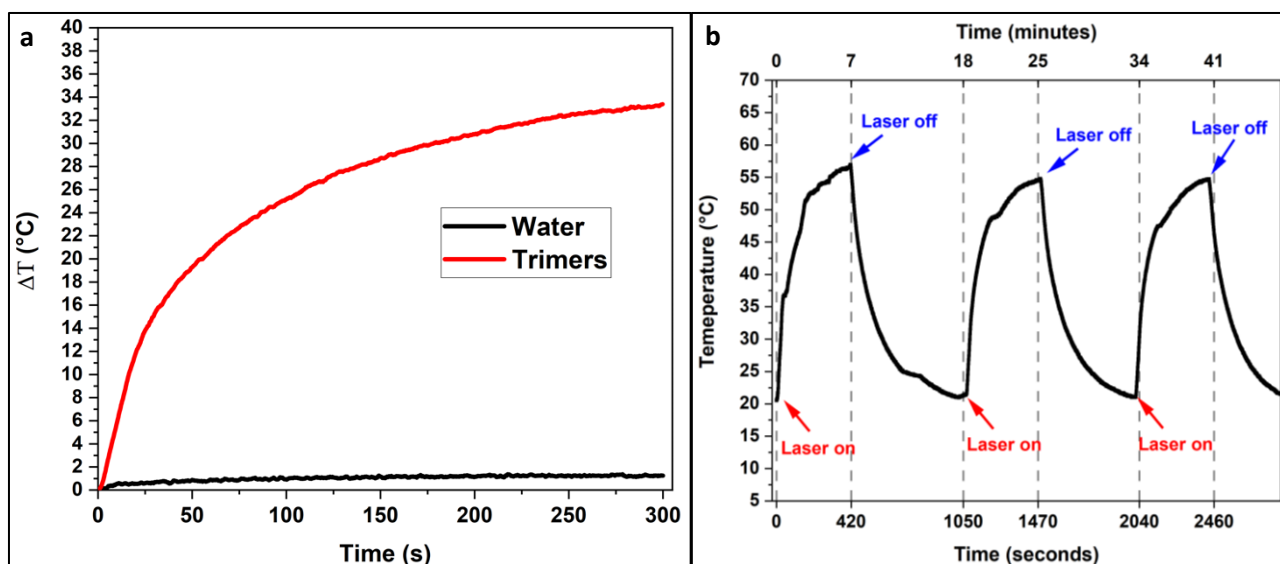 a
40
38
36
34
32
30
28
26
24
22
20
18
16
14
12
10
8
6
4
2
0
ΔT (°C)
Water
Trimers
0 50 100 150 200 250 300
Time (s)
b
Time (minutes)
0 7 18 25 34 41
70
65
60
55
50
45
40
35
30
25
20
15
10
5
Temeperature (°C)
Laser off
Laser off
Laser off
Laser on
Laser on
Laser on
0 420 1050 1470 2040 2460
Time (seconds)